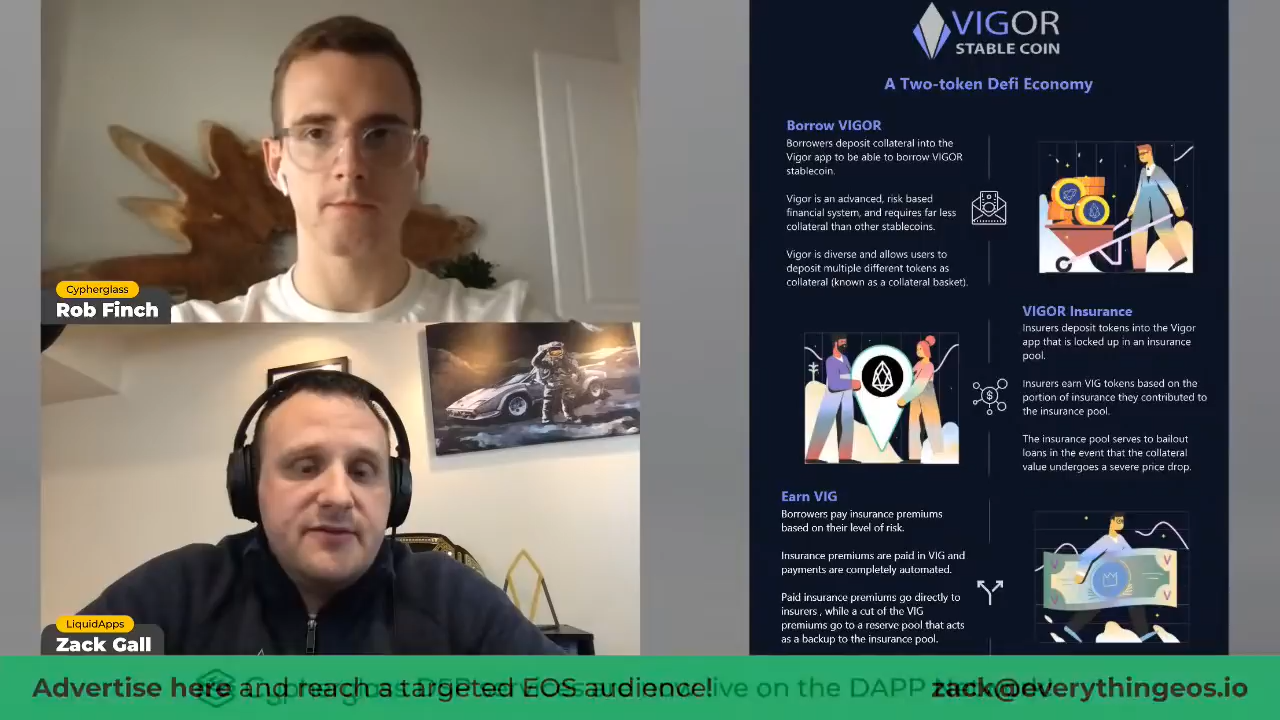 Cypherglass
Rob Finch
LiquidApps
Zack Gall
VIGOR
STABLE COIN
A Two-token Defi Economy
Borrow VIGOR
Borrowers deposit collateral into the
Vigor app to be able to borrow VIGOR
stablecoin.
Vigor is an advanced, risk based
financial system, and requires far less
collateral than other stablecoins.
Vigor is diverse and allows users to
deposit multiple different tokens as
collateral (known as a collateral basket).
VIGOR Insurance
Insurers deposit tokens into the Vigor
app that is locked up in an insurance
pool.
Insurers earn VIG tokens based on the
portion of insurance they contributed to
the insurance pool.
The insurance pool serves to bailout
loans in the event that the collateral
value undergoes a severe price drop.
Earn VIG
Borrowers pay insurance premiums
based on their level of risk.
Insurance premiums are paid in VIG and
payments are completely automated.
Paid insurance premiums go directly to
insurers , while a cut of the VIG
premiums go to a reserve pool that acts
as a backup to the insurance pool.
V
V
V
Advertise here and reach a targeted EOS audience!
live on the DAPP
zack@everythingeos.io